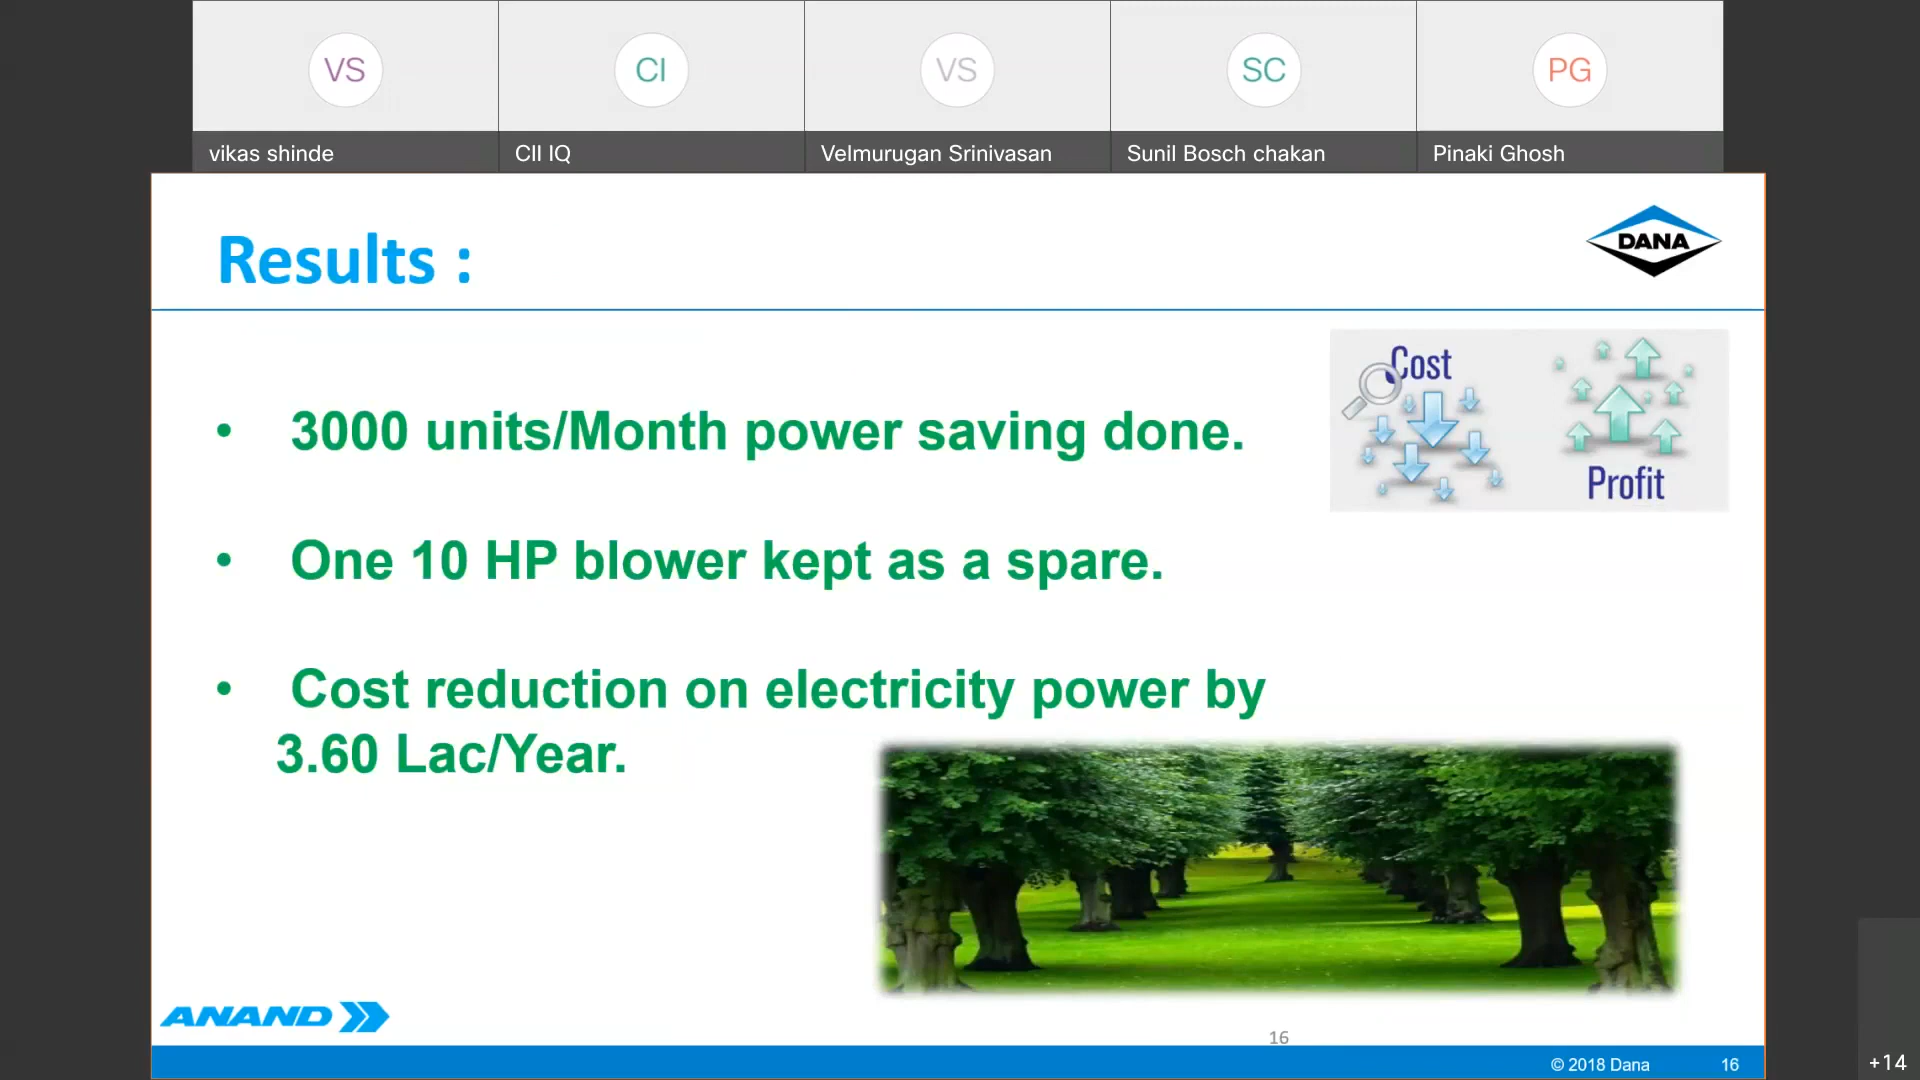 VS
CI
VS
SC
PG
vikas shinde
CII IQ
Velmurugan Srinivasan
Sunil Bosch chakan
Pinaki Ghosh
Results :
DANA
Cost
Profit
• 3000 units/Month power saving done.
• One 10 HP blower kept as a spare.
• Cost reduction on electricity power by
3.60 Lac/Year.
ANAND
16
© 2018 Dana
16
+14